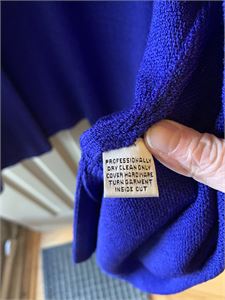 PROFESSIONALLY
DRY CLEAN ONLY
COVER HARDWARE
TURN GARMENT
INSIDE OUT